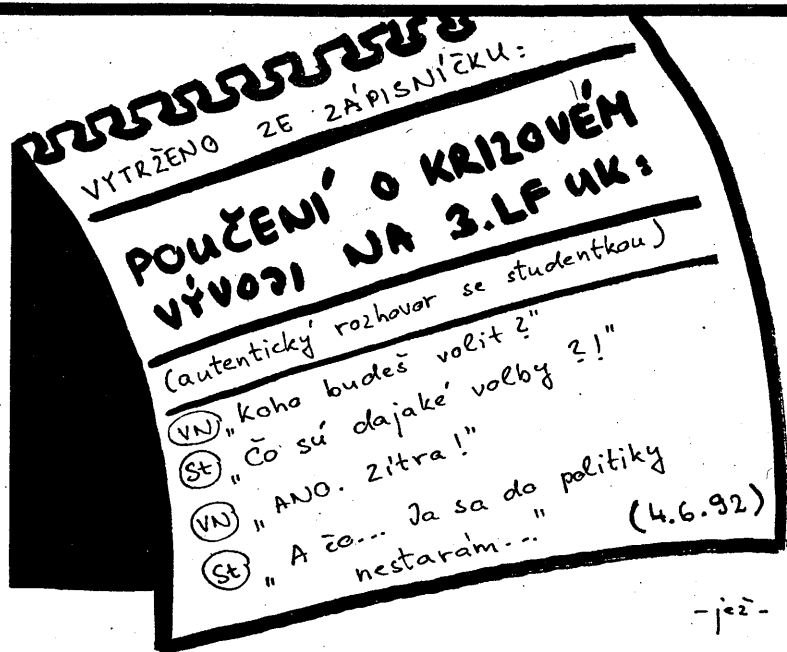 VYTRŽENO ZE ZÁPISNÍČKU:
POUČENÍ O KRIZOVÉM
VÝVOJI NA 3.LF UK:
(autentický rozhovor se studentkou)
VN „Koho budeš volit?"
St „Čo sú dajaké volby?!"
VN „ANO. Zítra!"
St „A čo... Ja sa do politiky
nestarám..."
(4.6.92)
-jež-